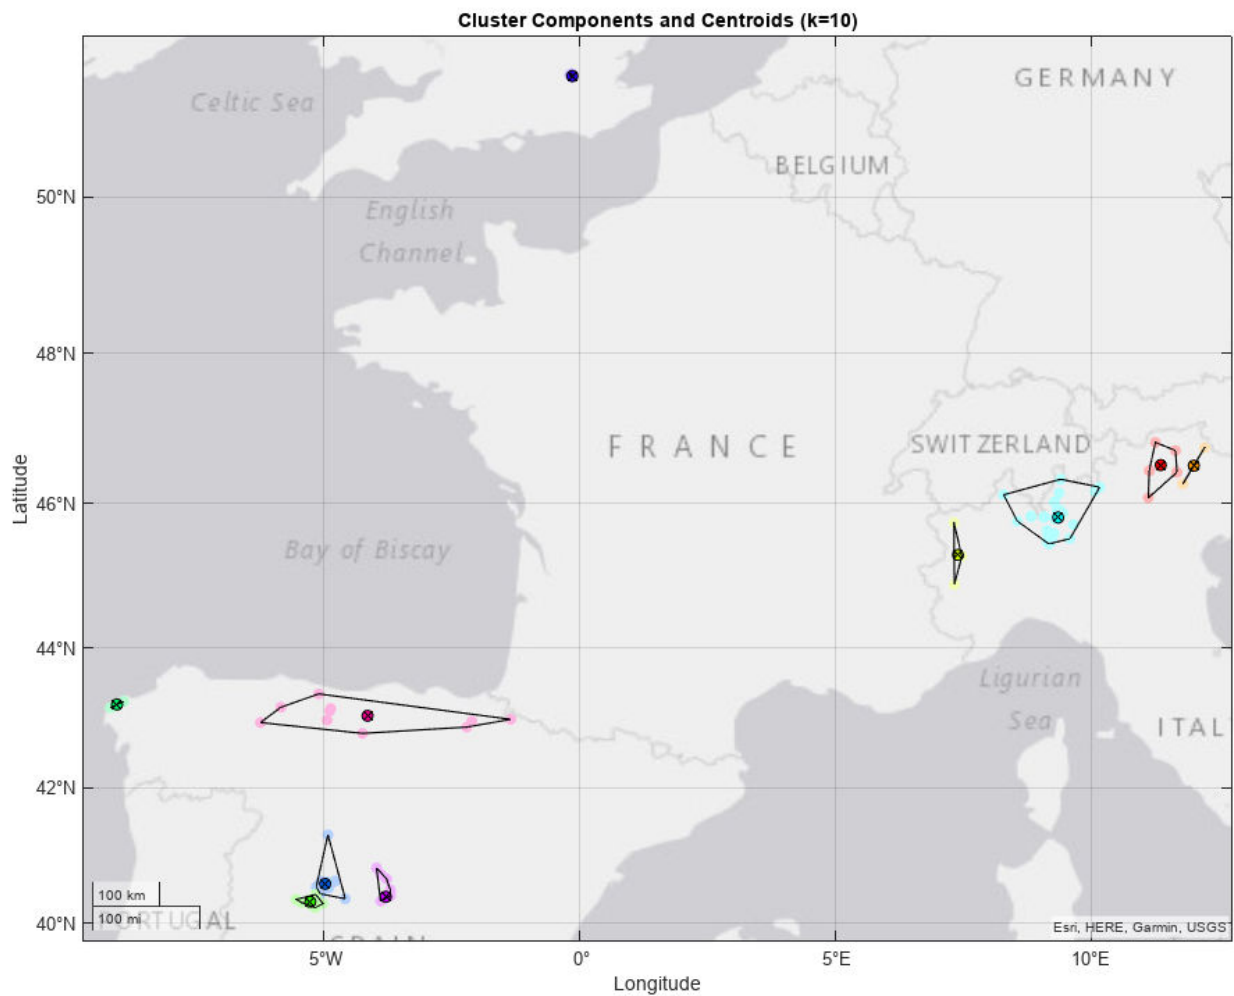 Cluster Components and Centroids (k=10)
Celtic Sea
GERMANY
BELGIUM
50°N
English
Channel
48°N
FRANCE
SWITZERLAND
46°N
Bay of Biscay
44°N
Ligurian
Sea
ITAL
42°N
100 km
100 mi
PORTUGAL
40°N
SPAIN
Esri, HERE, Garmin, USGS
5°W
0°
5°E
10°E
Longitude
Latitude